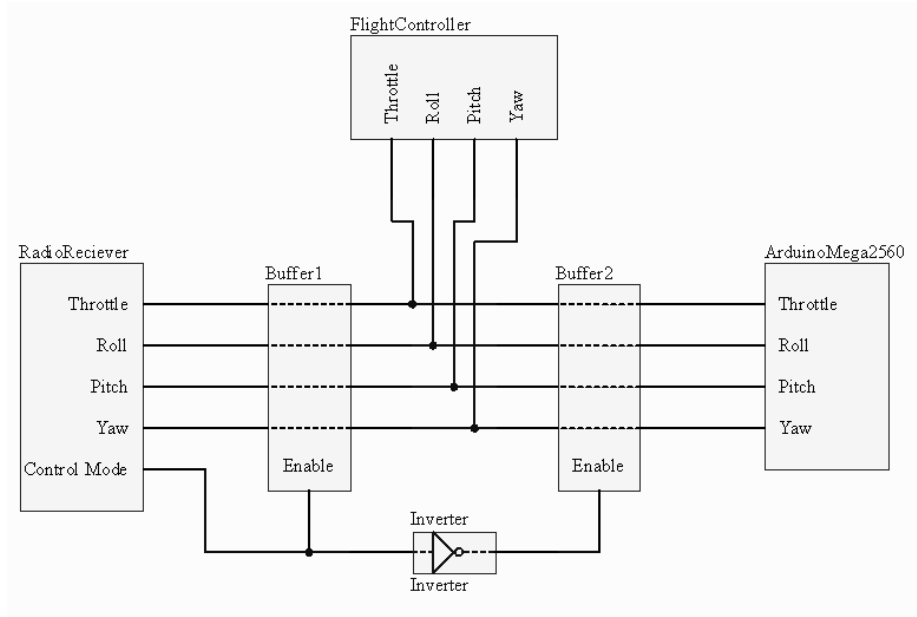 FlightController
Throttle
Roll
Pitch
Yaw
RadioReciever
Throttle
Roll
Pitch
Yaw
Control Mode
Buffer1
Enable
Buffer2
Enable
ArduinoMega2560
Throttle
Roll
Pitch
Yaw
Inverter
Inverter